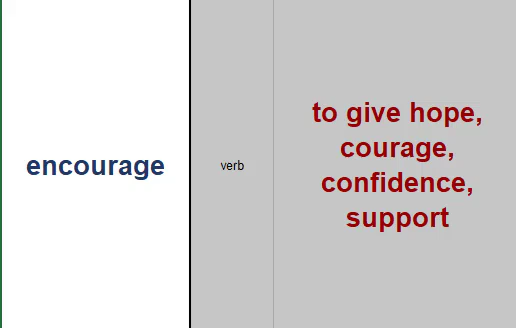 encourage
verb
to give hope,
courage,
confidence,
support